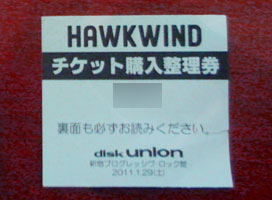 HAWKWIND
チケット購入整理券
裏面も必ずお読みください。
disk union
新宿プログレッシヴ・ロック館
2011.1.29(土)